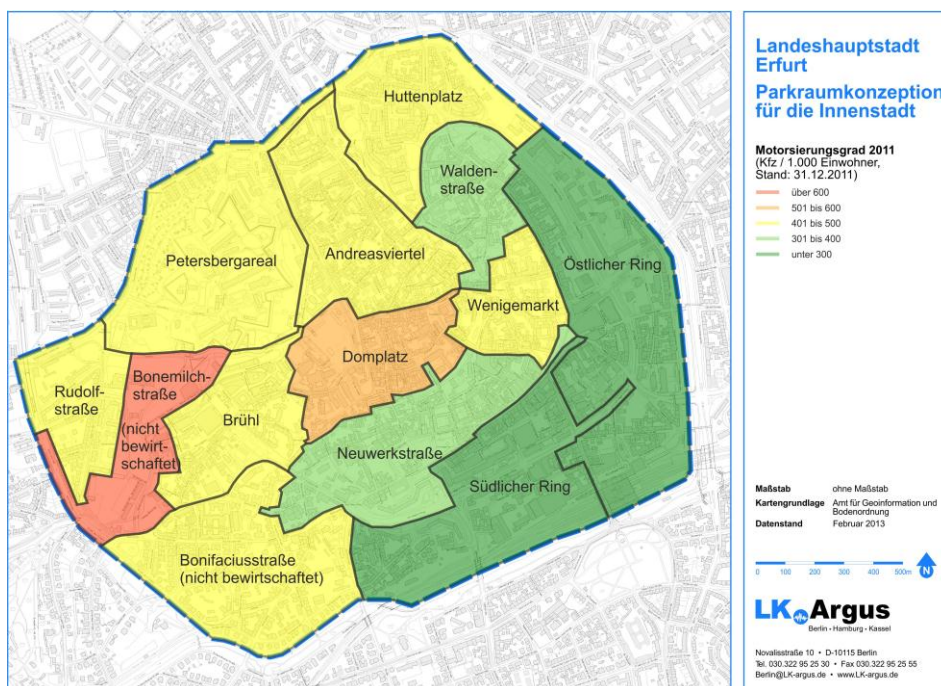 Huttenplatz
Walden-
straße
Petersbergareal
Andreasviertel
Östlicher Ring
Wenigemarkt
Domplatz
Bonemilch-
straße
Rudolf-
straße
(nicht
bewirt-
schaftet)
Brühl
Neuwerkstraße
Südlicher Ring
Bonifaciusstraße
(nicht bewirtschaftet)
Landeshauptstadt
Erfurt
Parkraumkonzeption
für die Innenstadt
Motorsierungsgrad 2011
(Kfz / 1.000 Einwohner,
Stand: 31.12.2011)
über 600
501 bis 600
401 bis 500
301 bis 400
unter 300
Maßstab ohne Maßstab
Kartengrundlage Amt für Geoinformation und
Bodenordnung
Datenstand Februar 2013
0 100 200 300 400 500m
N
LK Argus
Berlin • Hamburg • Kassel
Novalisstraße 10 • D-10115 Berlin
Tel. 030.322 95 25 30 • Fax 030.322 95 25 55
Berlin@LK-argus.de • www.LK-argus.de